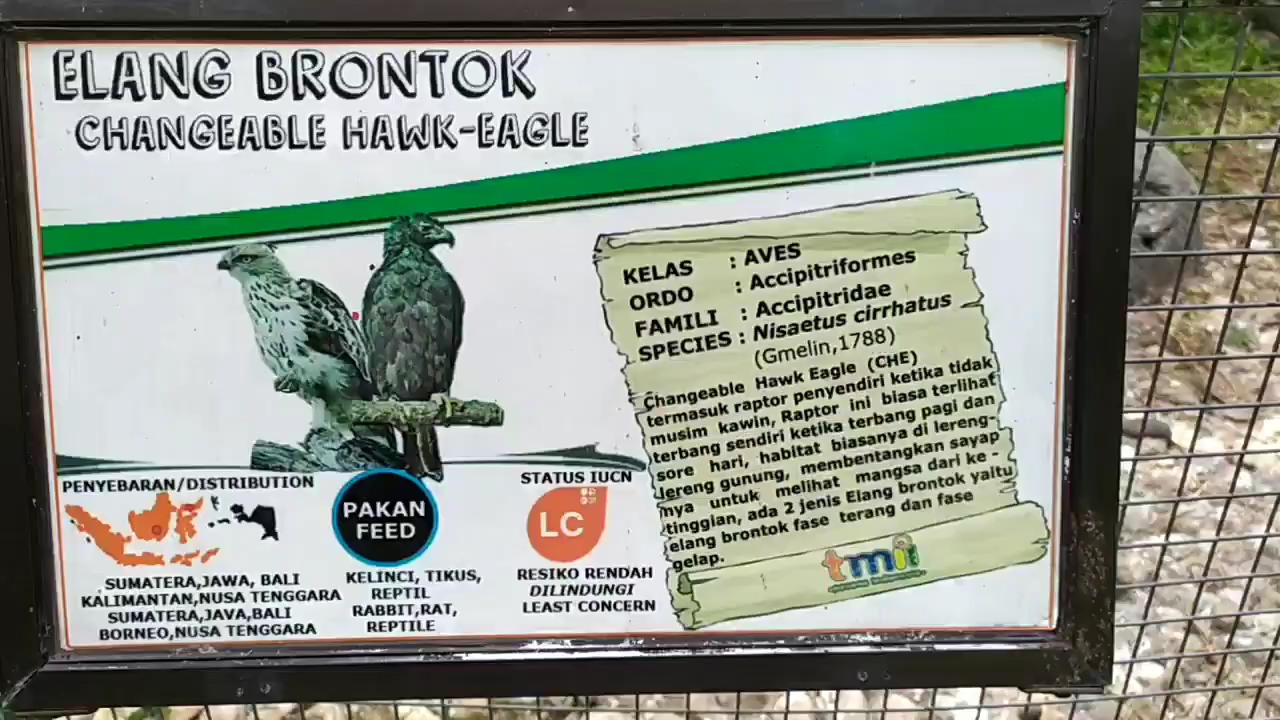 ELANG BRONTOK
CHANGEABLE HAWK-EAGLE
KELAS : AVES
ORDO : Accipitriformes
FAMILI : Accipitridae
SPECIES : Nisaetus cirrhatus
(Gmelin,1788)
Changeable Hawk Eagle (CHE)
termasuk raptor penyendiri ketika tidak
musim kawin, Raptor ini biasa terlihat
terbang sendiri ketika terbang pagi dan
sore hari, habitat biasanya di lereng-
lereng gunung, membentangkan sayap
nya untuk melihat mangsa dari ke -
tinggian, ada 2 jenis Elang brontok yaitu
elang brontok fase terang dan fase
gelap.
tmii
PENYEBARAN/DISTRIBUTION
SUMATERA,JAWA, BALI
KALIMANTAN,NUSA TENGGARA
SUMATERA,JAVA,BALI
BORNEO,NUSA TENGGARA
PAKAN
FEED
KELINCI, TIKUS,
REPTIL
RABBIT,RAT,
REPTILE
STATUS IUCN
LC
RESIKO RENDAH
DILINDUNGI
LEAST CONCERN